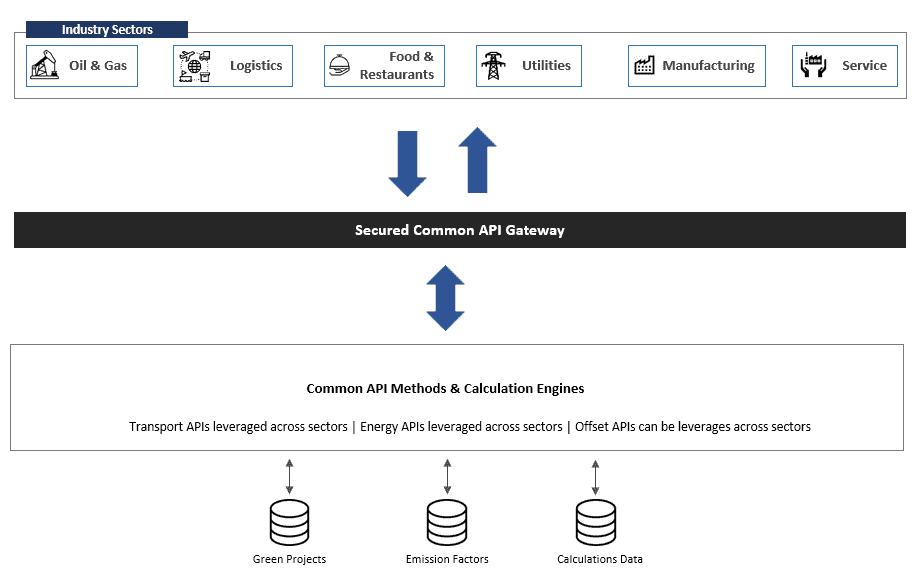 Industry Sectors
Oil & Gas
Logistics
Food &
Restaurants
Utilities
Manufacturing
Service
Secured Common API Gateway
Common API Methods & Calculation Engines
Transport APIs leveraged across sectors | Energy APIs leveraged across sectors | Offset APIs can be leverages across sectors
Green Projects
Emission Factors
Calculations Data